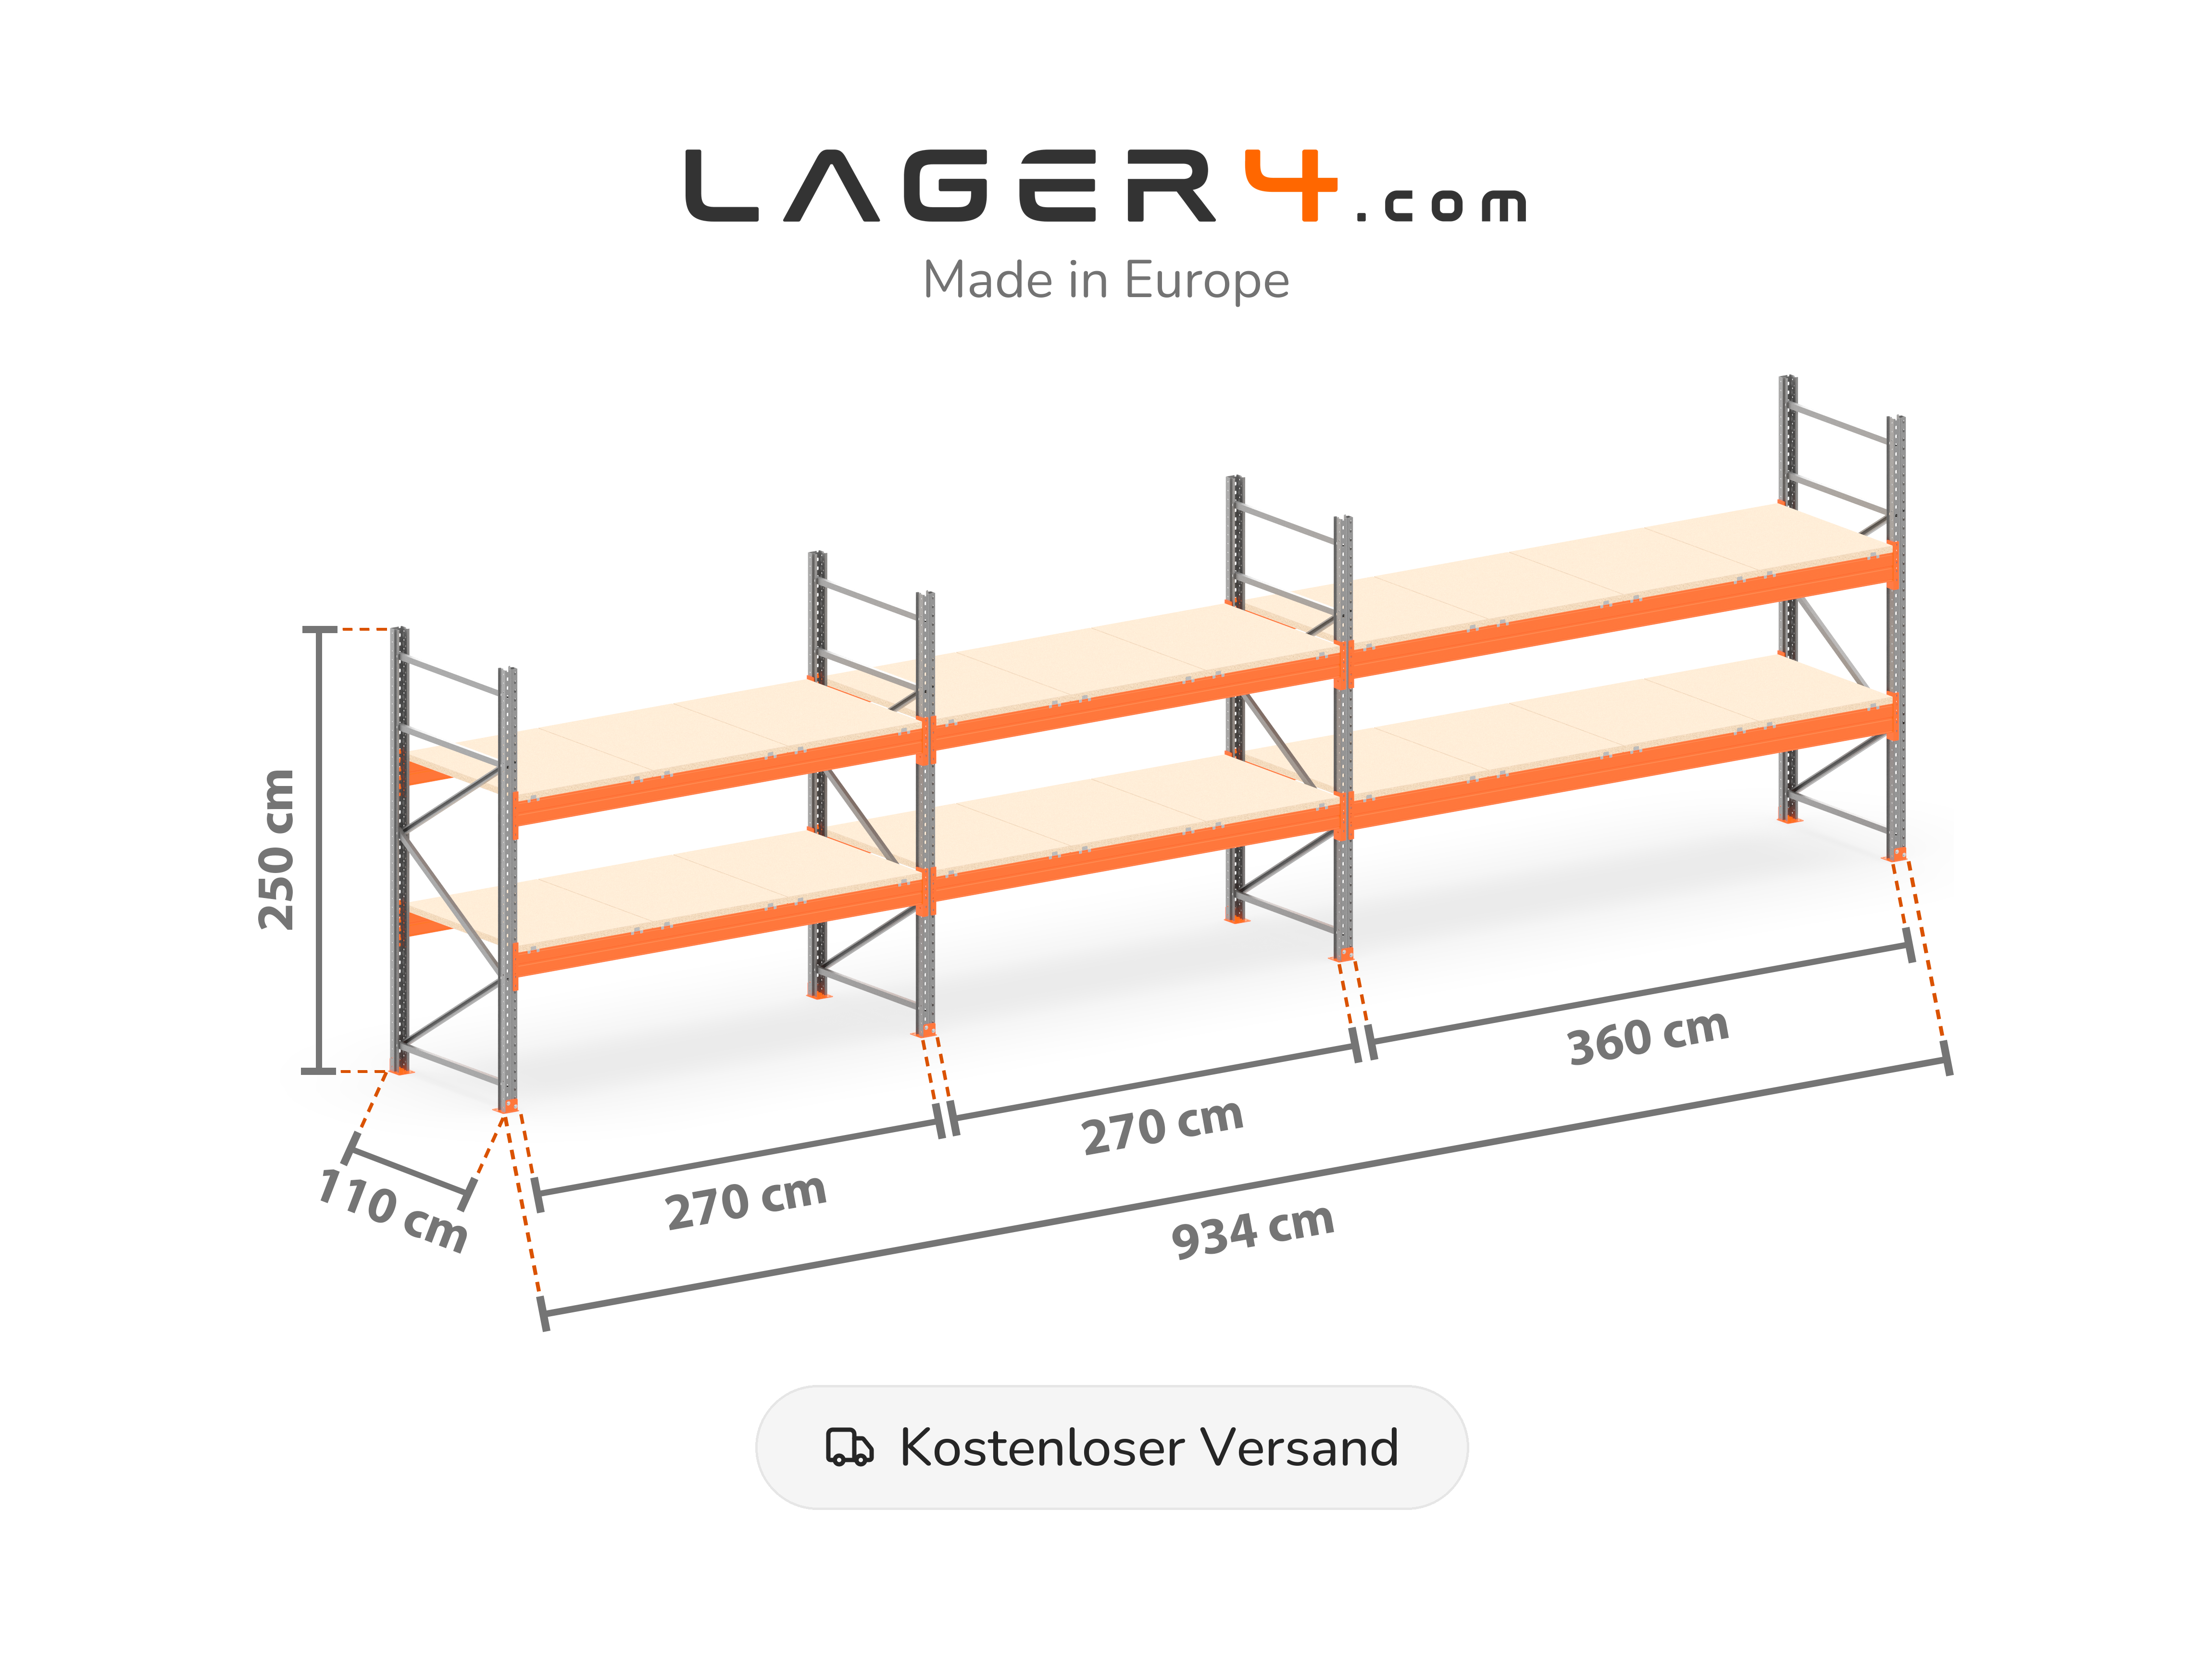 LAGER4.com
Made in Europe
250 cm
110 cm
270 cm
270 cm
360 cm
934 cm
Kostenloser Versand